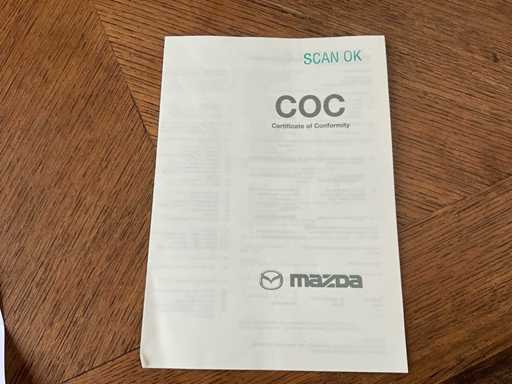 SCAN OK
COC
Certificate of Conformity
mazda